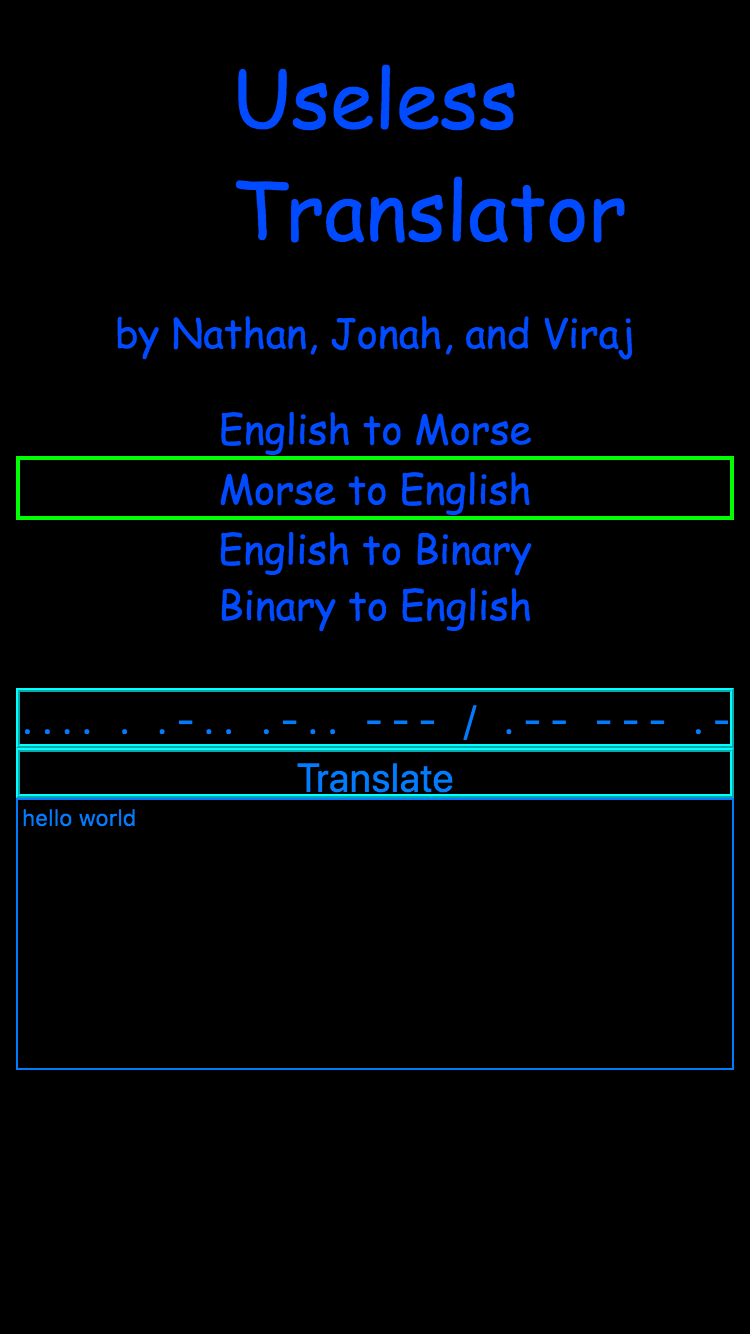 Useless
Translator
by Nathan, Jonah, and Viraj
English to Morse
Morse to English
English to Binary
Binary to English
.... . .-.. .-.. --- / .-- --- .-
Translate
hello world